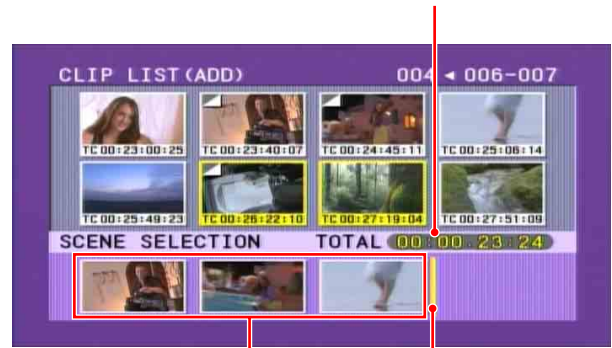 CLIP LIST(ADD) 004 ◄ 006-007
TC 00:23:00:25 TC 00:23:40:07 TC 00:24:45:11 TC 00:25:06:14
TC 00:25:49:23 TC 00:26:22:10 TC 00:27:19:04 TC 00:27:51:09
SCENE SELECTION TOTAL 00:00.23:24